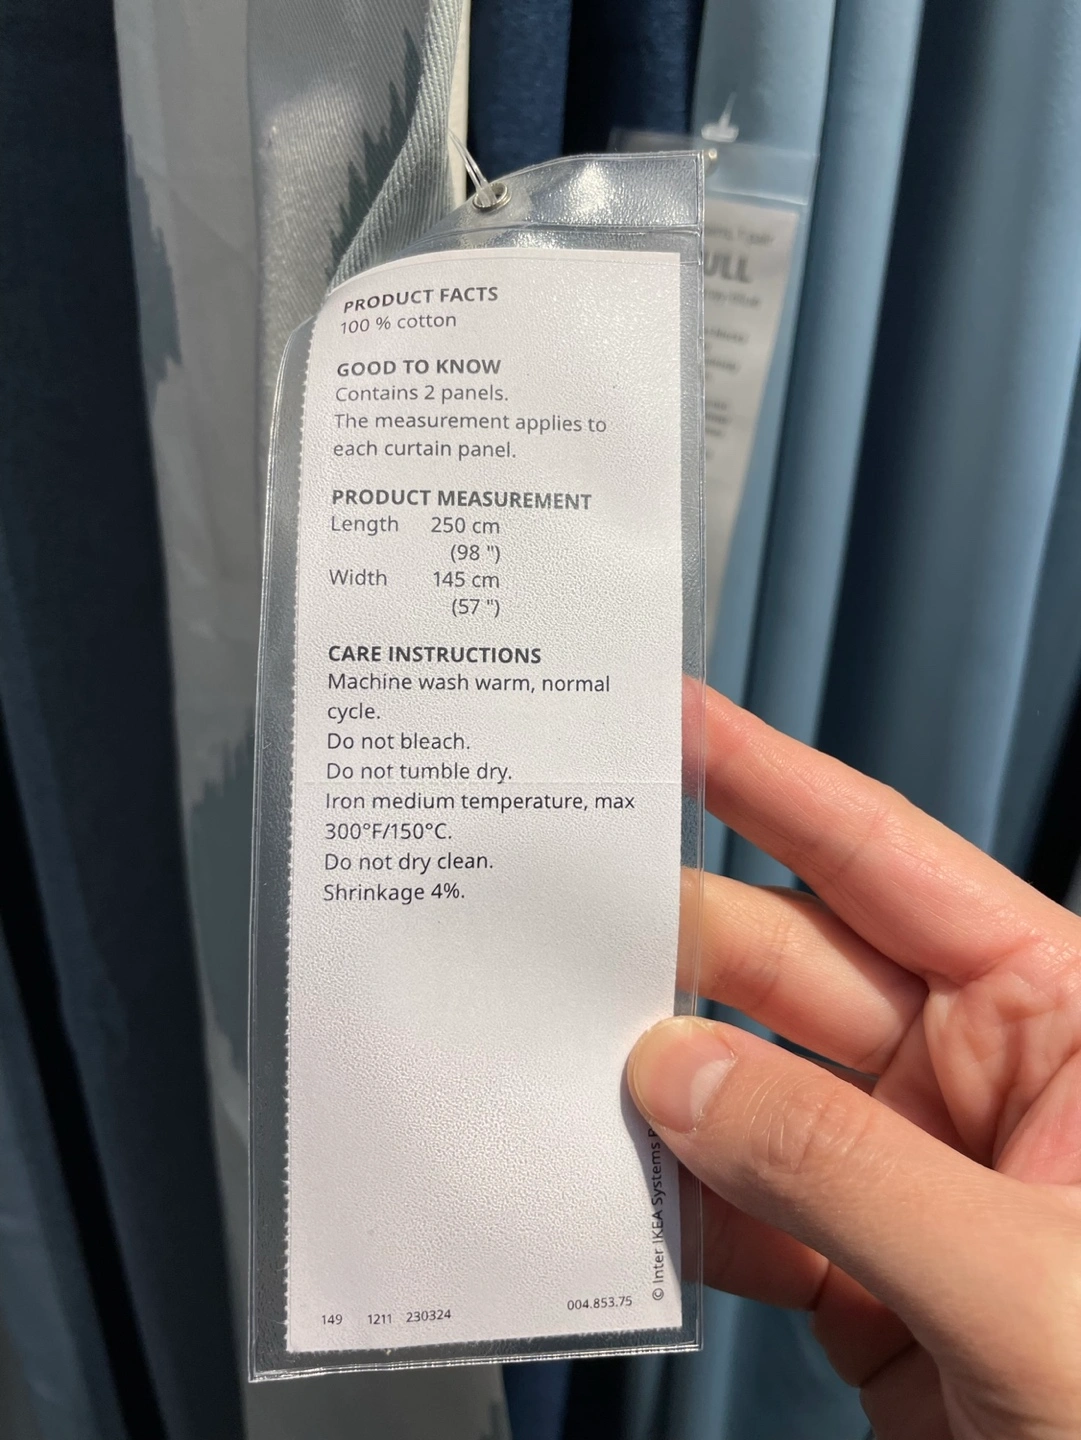 PRODUCT FACTS
100 % cotton
GOOD TO KNOW
Contains 2 panels.
The measurement applies to
each curtain panel.
PRODUCT MEASUREMENT
Length 250 cm
(98 ")
Width 145 cm
(57 ")
CARE INSTRUCTIONS
Machine wash warm, normal
cycle.
Do not bleach.
Do not tumble dry.
Iron medium temperature, max
300°F/150°C.
Do not dry clean.
Shrinkage 4%.
149 1211 230324
004.853.75
© Inter IKEA Systems